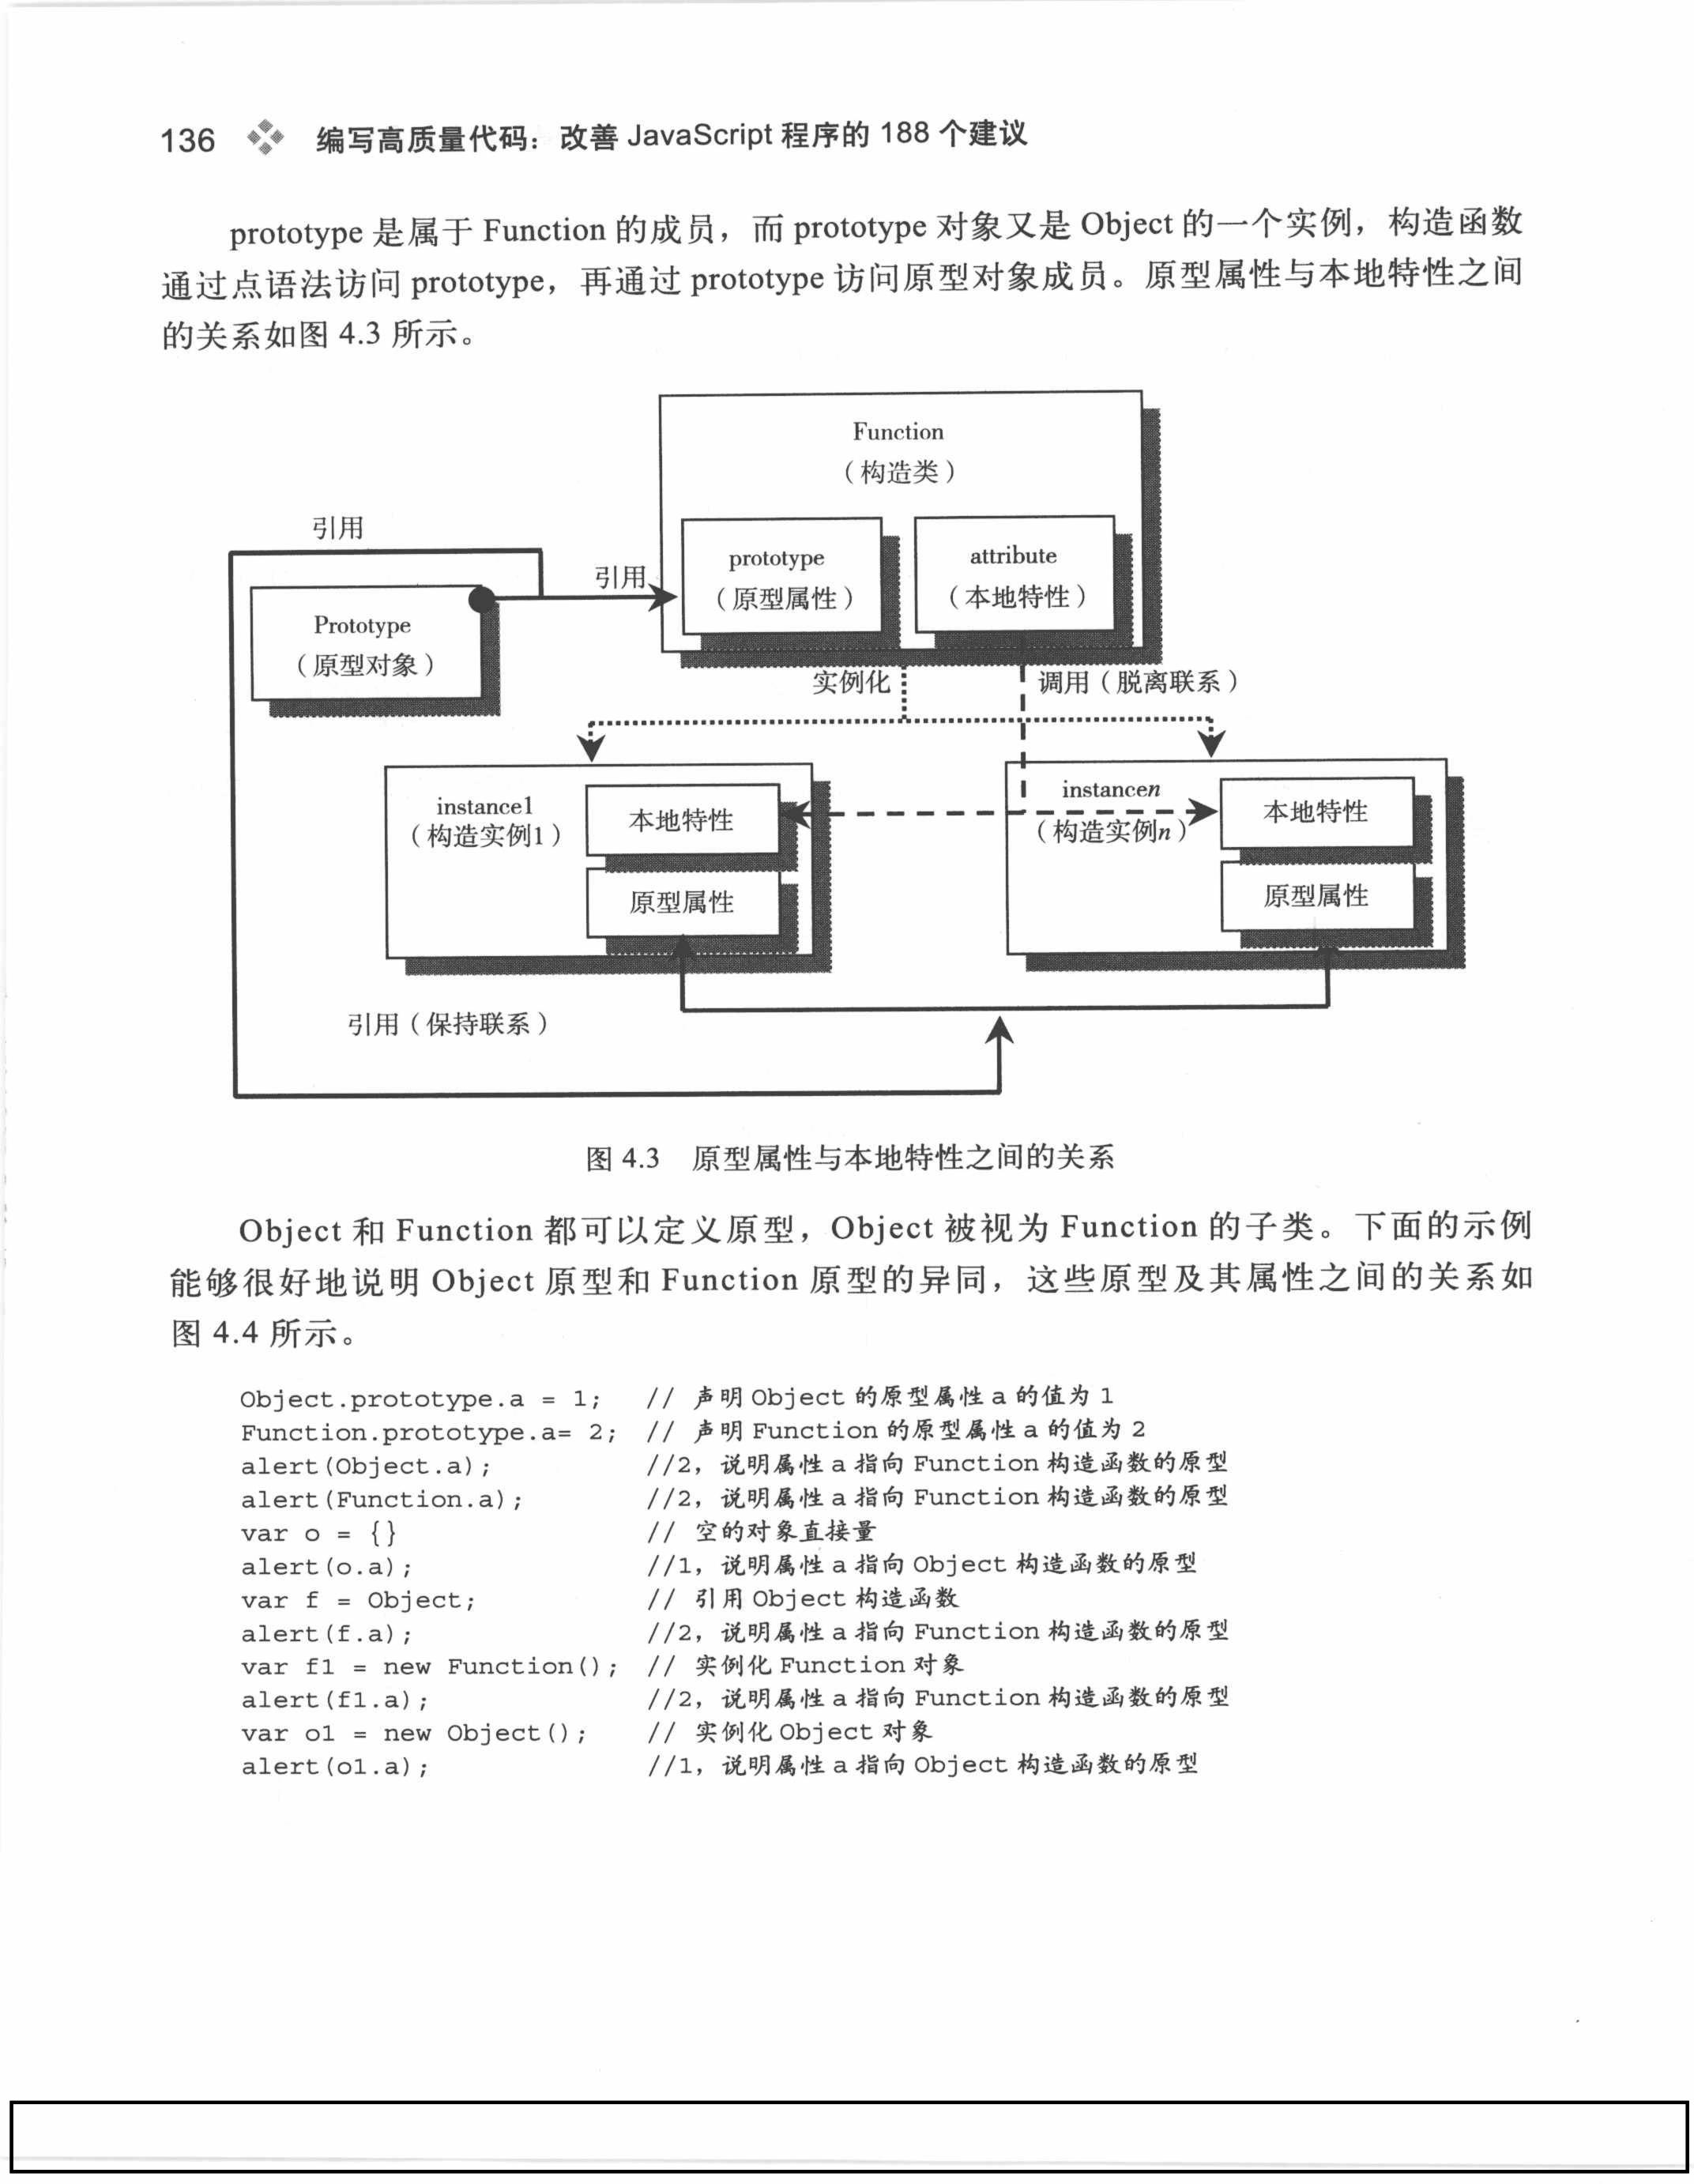 136 编写高质量代码：改善 JavaScript 程序的 188 个建议
prototype 是属于 Function 的成员，而 prototype 对象又是 Object 的一个实例，构造函数
通过点语法访问 prototype，再通过 prototype 访问原型对象成员。原型属性与本地特性之间
的关系如图 4.3 所示。
Function
（构造类）
引用
引用
prototype
（原型属性）
attribute
（本地特性）
Prototype
（原型对象）
实例化
调用（脱离联系）
instance1
（构造实例1）
本地特性
原型属性
instancen
（构造实例n）
本地特性
原型属性
引用（保持联系）
图 4.3 原型属性与本地特性之间的关系
Object 和 Function 都可以定义原型，Object 被视为 Function 的子类。下面的示例
能够很好地说明 Object 原型和 Function 原型的异同，这些原型及其属性之间的关系如
图 4.4 所示。
Object.prototype.a = 1; // 声明 Object 的原型属性 a 的值为 1
Function.prototype.a= 2; // 声明 Function 的原型属性 a 的值为 2
alert(Object.a); //2，说明属性 a 指向 Function 构造函数的原型
alert(Function.a); //2，说明属性 a 指向 Function 构造函数的原型
var o = {} // 空的对象直接量
alert(o.a); //1，说明属性 a 指向 Object 构造函数的原型
var f = Object; // 引用 Object 构造函数
alert(f.a); //2，说明属性 a 指向 Function 构造函数的原型
var f1 = new Function(); // 实例化 Function 对象
alert(f1.a); //2，说明属性 a 指向 Function 构造函数的原型
var o1 = new Object(); // 实例化 Object 对象
alert(o1.a); //1，说明属性 a 指向 Object 构造函数的原型